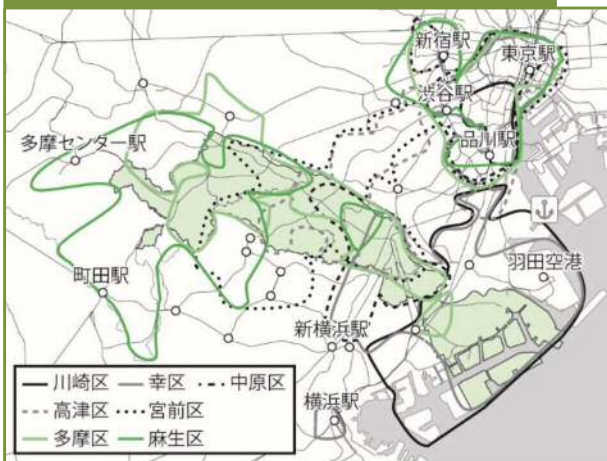 新宿駅
東京駅
渋谷駅
多摩センター駅
品川駅
羽田空港
町田駅
新横浜駅
横浜駅
川崎区 幸区 中原区
高津区 宮前区
多摩区 麻生区